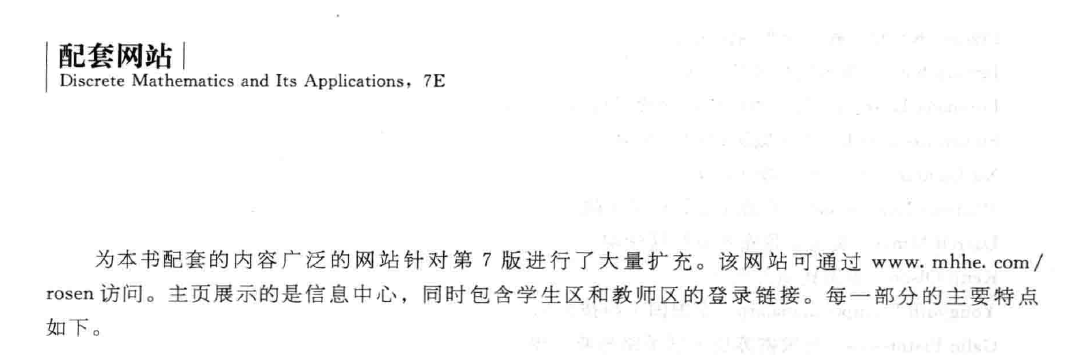 配套网站
Discrete Mathematics and Its Applications, 7E
为本书配套的内容广泛的网站针对第 7 版进行了大量扩充。该网站可通过 www. mhhe. com/
rosen 访问。主页展示的是信息中心，同时包含学生区和教师区的登录链接。每一部分的主要特点
如下。